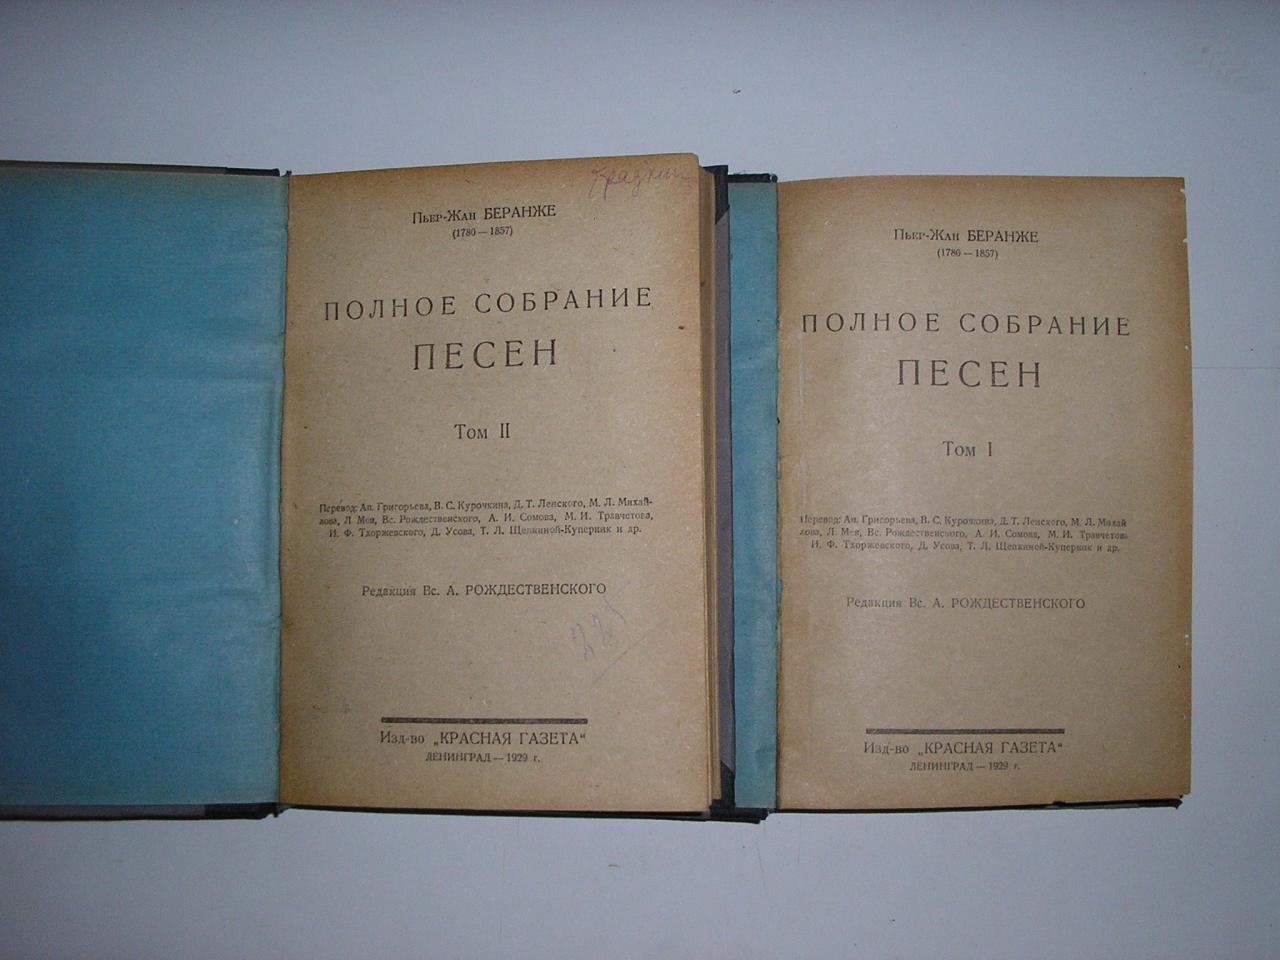 Пьер-Жан БЕРАНЖЕ
(1780—1857)
ПОЛНОЕ СОБРАНИЕ
ПЕСЕН
Том II
Перевод: Ап. Григорьева, В. С. Курочкина, Д. Т. Ленского, М. Л. Михай-
лова, Л. Мея, Вс. Рождественского, А. И. Сомова, М. И. Травчетова,
И. Ф. Тхоржевского, Д. Усова, Т. Л. Щепкиной-Куперник и др.
Редакция Вс. А. РОЖДЕСТВЕНСКОГО
Изд-во „КРАСНАЯ ГАЗЕТА“
ЛЕНИНГРАД—1929 г.
Пьер-Жан БЕРАНЖЕ
(1780—1857)
ПОЛНОЕ СОБРАНИЕ
ПЕСЕН
Том I
Перевод: Ап. Григорьева, В. С. Курочкина, Д. Т. Ленского, М. Л. Михай
лова, Л. Мея, Вс. Рождественского, А. И. Сомова, М. И. Травчетова
И. Ф. Тхоржевского, Д. Усова, Т. Л. Щепкиной-Куперник и др.
Редакция Вс. А. РОЖДЕСТВЕНСКОГО
Изд-во „КРАСНАЯ ГАЗЕТА“
ЛЕНИНГРАД—1929 г.